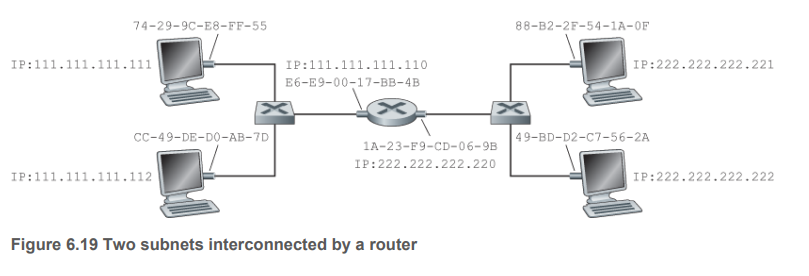 74-29-9C-E8-FF-55
88-B2-2F-54-1A-0F
IP:111.111.111.111
IP:111.111.111.110
IP:222.222.222.221
E6-E9-00-17-BB-4B
CC-49-DE-D0-AB-7D
1A-23-F9-CD-06-9B
49-BD-D2-C7-56-2A
IP:222.222.222.220
IP:111.111.111.112
IP:222.222.222.222
Figure 6.19 Two subnets interconnected by a router